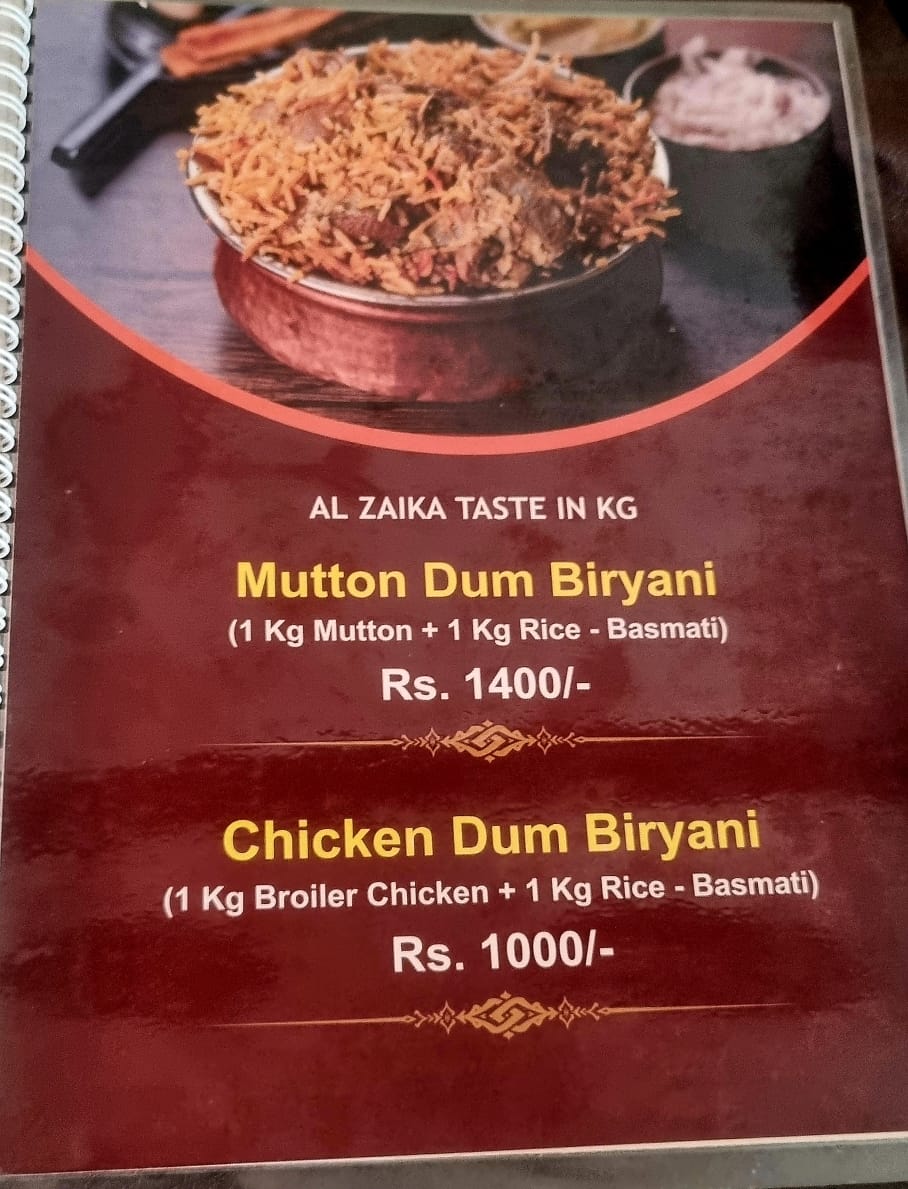 AL ZAIKA TASTE IN KG
Mutton Dum Biryani
(1 Kg Mutton + 1 Kg Rice - Basmati)
Rs. 1400/-
Chicken Dum Biryani
(1 Kg Broiler Chicken + 1 Kg Rice - Basmati)
Rs. 1000/-